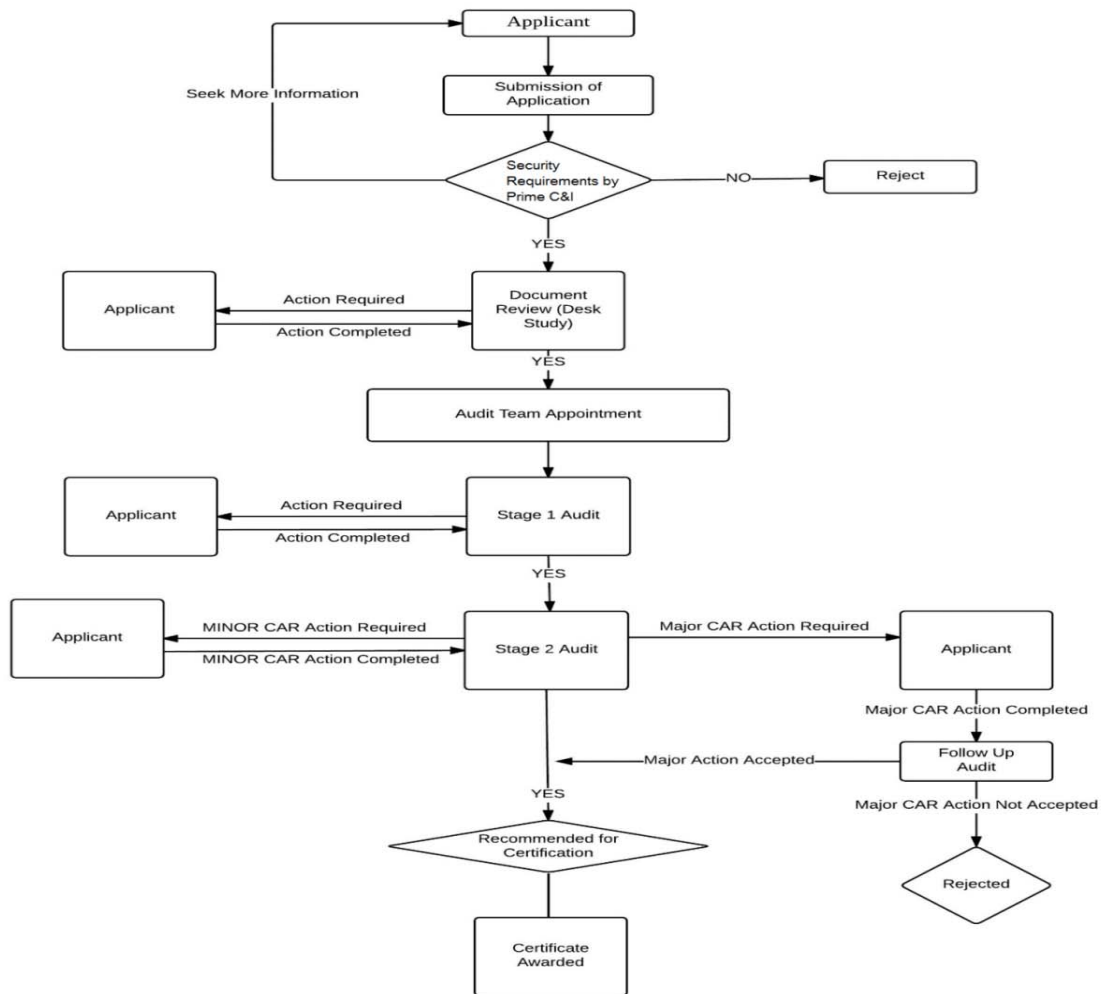 Applicant
Seek More Information
Submission of
Application
Security
Requirements by
Prime C&I
NO
Reject
YES
Applicant
Action Required
Action Completed
Document
Review (Desk
Study)
YES
Audit Team Appointment
Applicant
Action Required
Action Completed
Stage 1 Audit
YES
Applicant
MINOR CAR Action Required
MINOR CAR Action Completed
Stage 2 Audit
Major CAR Action Required
Applicant
Major CAR Action Completed
Major Action Accepted
Follow Up
Audit
YES
Major CAR Action Not Accepted
Recommended for
Certification
Rejected
Certificate
Awarded